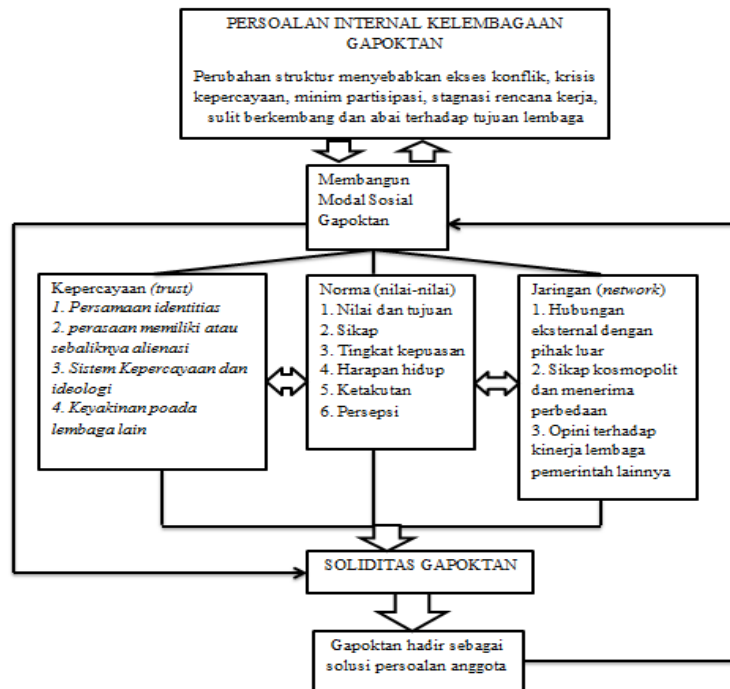 PERSOALAN INTERNAL KELEMBAGAAN
GAPOKTAN
Perubahan struktur menyebabkan ekses konflik, krisis
kepercayaan, minim partisipasi, stagnasi rencana kerja,
sulit berkembang dan abai terhadap tujuan lembaga
Membangun
Modal Sosial
Gapoktan
Kepercayaan (trust)
1. Persamaan identitias
2. perasaan memiliki atau
sebaliknya alienasi
3. Sistem Kepercayaan dan
ideologi
4. Keyakinan poada
lembaga lain
Norma (nilai-nilai)
1. Nilai dan tujuan
2. Sikap
3. Tingkat kepuasan
4. Harapan hidup
5. Ketakutan
6. Persepsi
Jaringan (network)
1. Hubungan
eksternal dengan
pihak luar
2. Sikap kosmopolit
dan menerima
perbedaan
3. Opini terhadap
kinerja lembaga
pemerintah lainnya
SOLIDITAS GAPOKTAN
Gapoktan hadir sebagai
solusi persoalan anggota